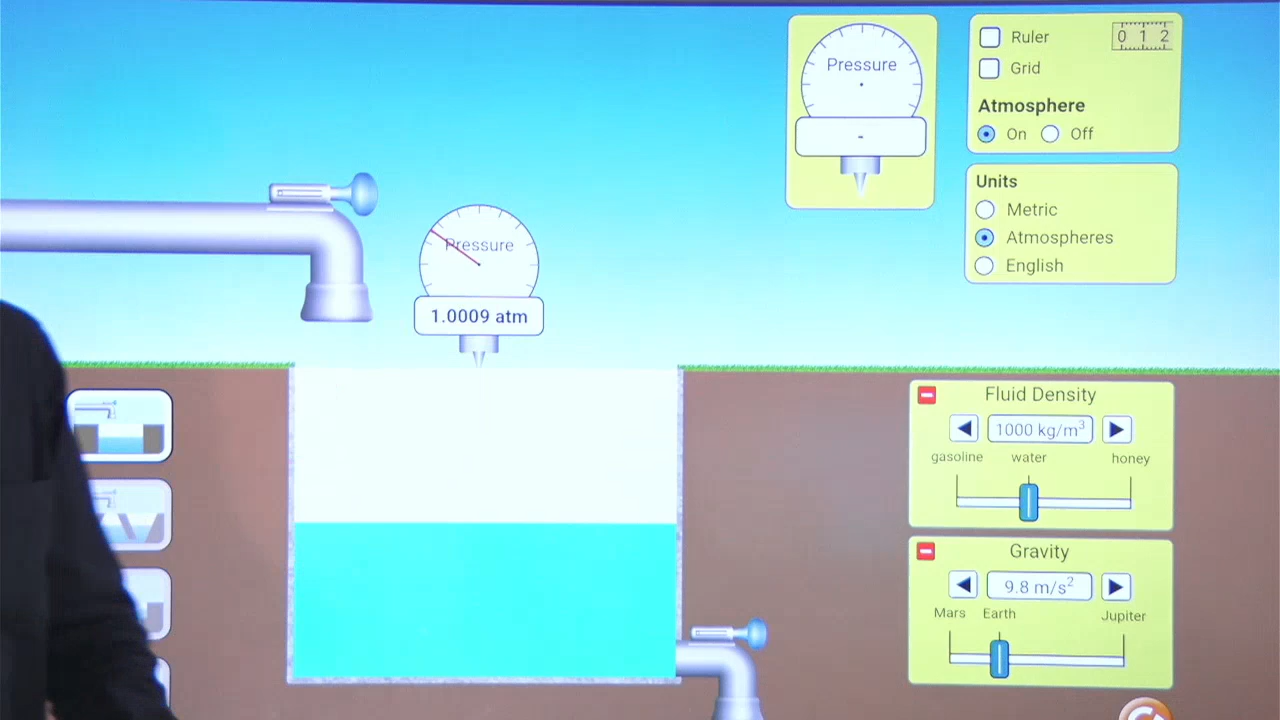 Pressure
-
Ruler
0 1 2
Grid
Atmosphere
On Off
Units
Metric
Atmospheres
English
Pressure
1.0009 atm
Fluid Density
1000 kg/m³
gasoline water honey
Gravity
9.8 m/s²
Mars Earth Jupiter